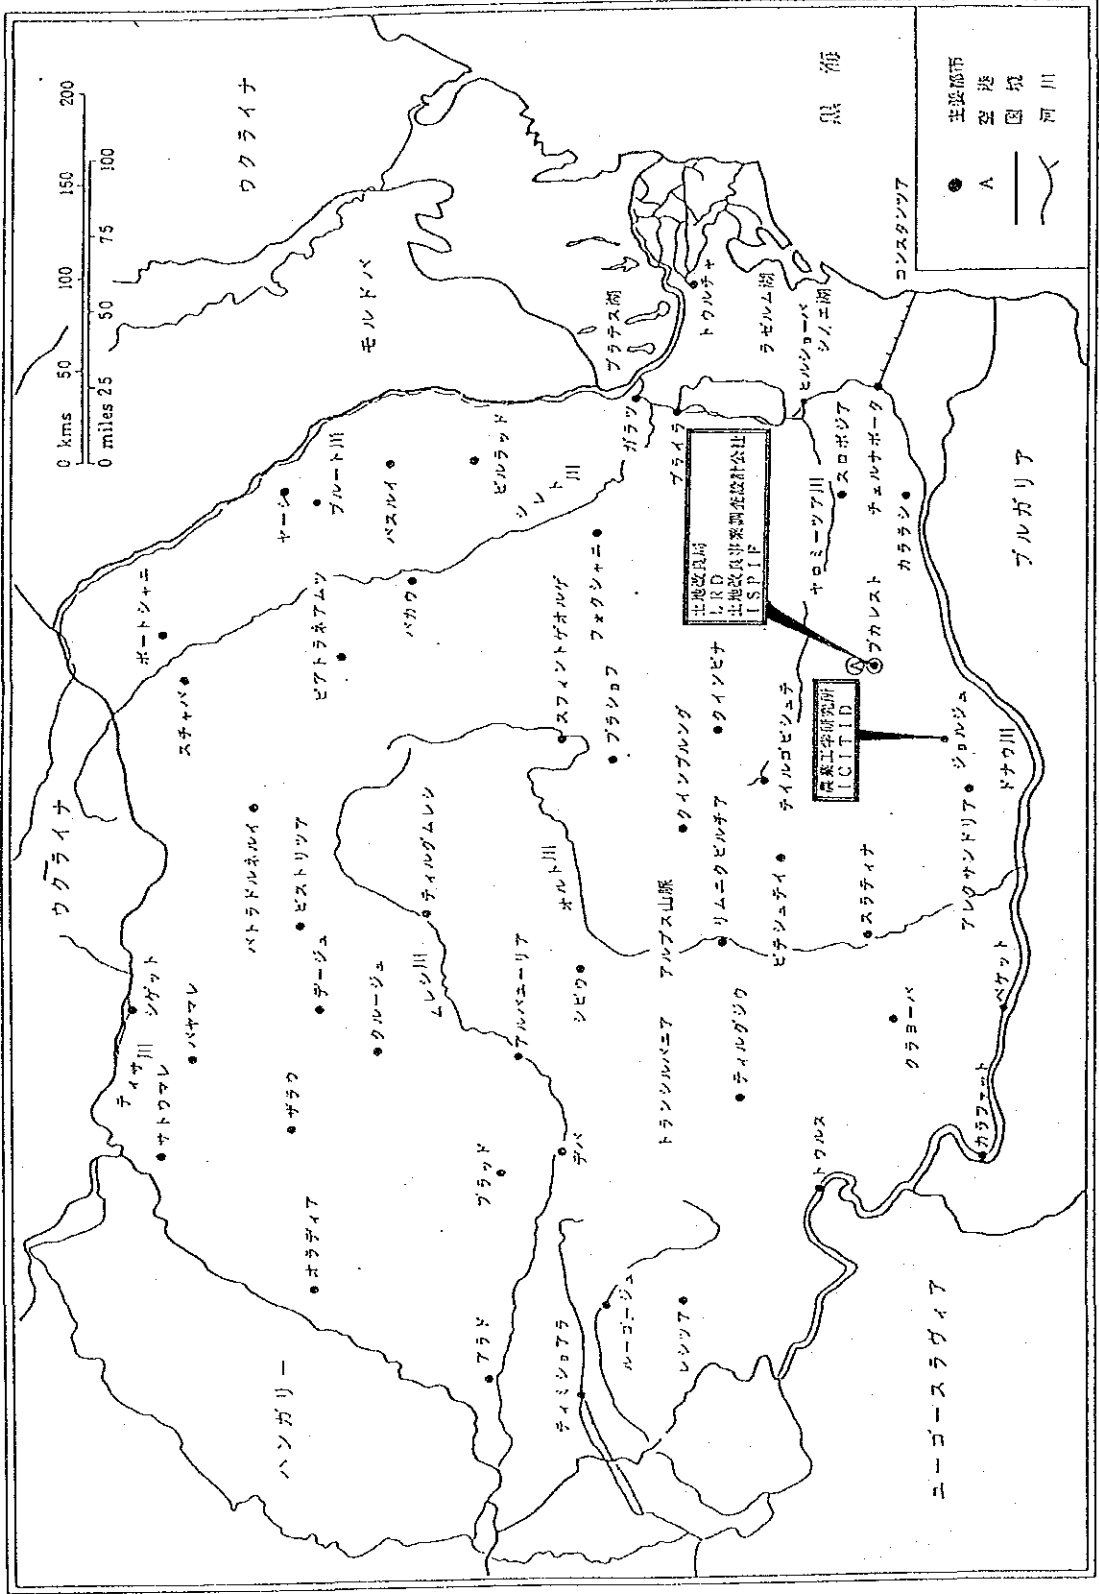 0 kms 50 100 150 200
0 miles 25 50 75 100
ウクライナ
ウクライナ
モルドバ
ハンガリー
ユーゴースラヴィア
ブルガリア
黒海
主要都市
空港
国境
河川
ティサ川
シゲット
サトウマレ
バヤマレ
スチャバ
ボートシャニ
ヤーシ
プルート川
バスルイ
ビルラッド
シレト川
ピアトラネアムツ
バカウ
バトラドルネルイ
ビストリツア
デージュ
ザラウ
クルージュ
オラディア
ティルグムレシ
ムレシ川
アルバユーリア
オルト川
シビウ
ブラッド
デバ
アラド
ティミショアラ
ルーゴージュ
レシツア
スフィントゲオルゲ
フォクシャニ
ブラショフ
ガラツ
ブライラ
ブラテス湖
トウルチャ
ラゼルム湖
シノエ湖
ヒルショーバ
コンスタンツア
チェルナボーダ
スロボジア
ヤロミーツア川
カララシ
土地改良局
LRD
土地改良事業調査設計公社
ISPIF
A
ブカレスト
クインピナ
クインプルング
ティルゴビシュテ
農業工学研究所
ICITID
ジョルジュ
ドナウ川
アレクサンドリア
トランシルバニア アルプス山脈
リムニクビルチア
ピテシュティ
スラティナ
ティルグジウ
クラヨーバ
ベケット
カラファット
トウルス